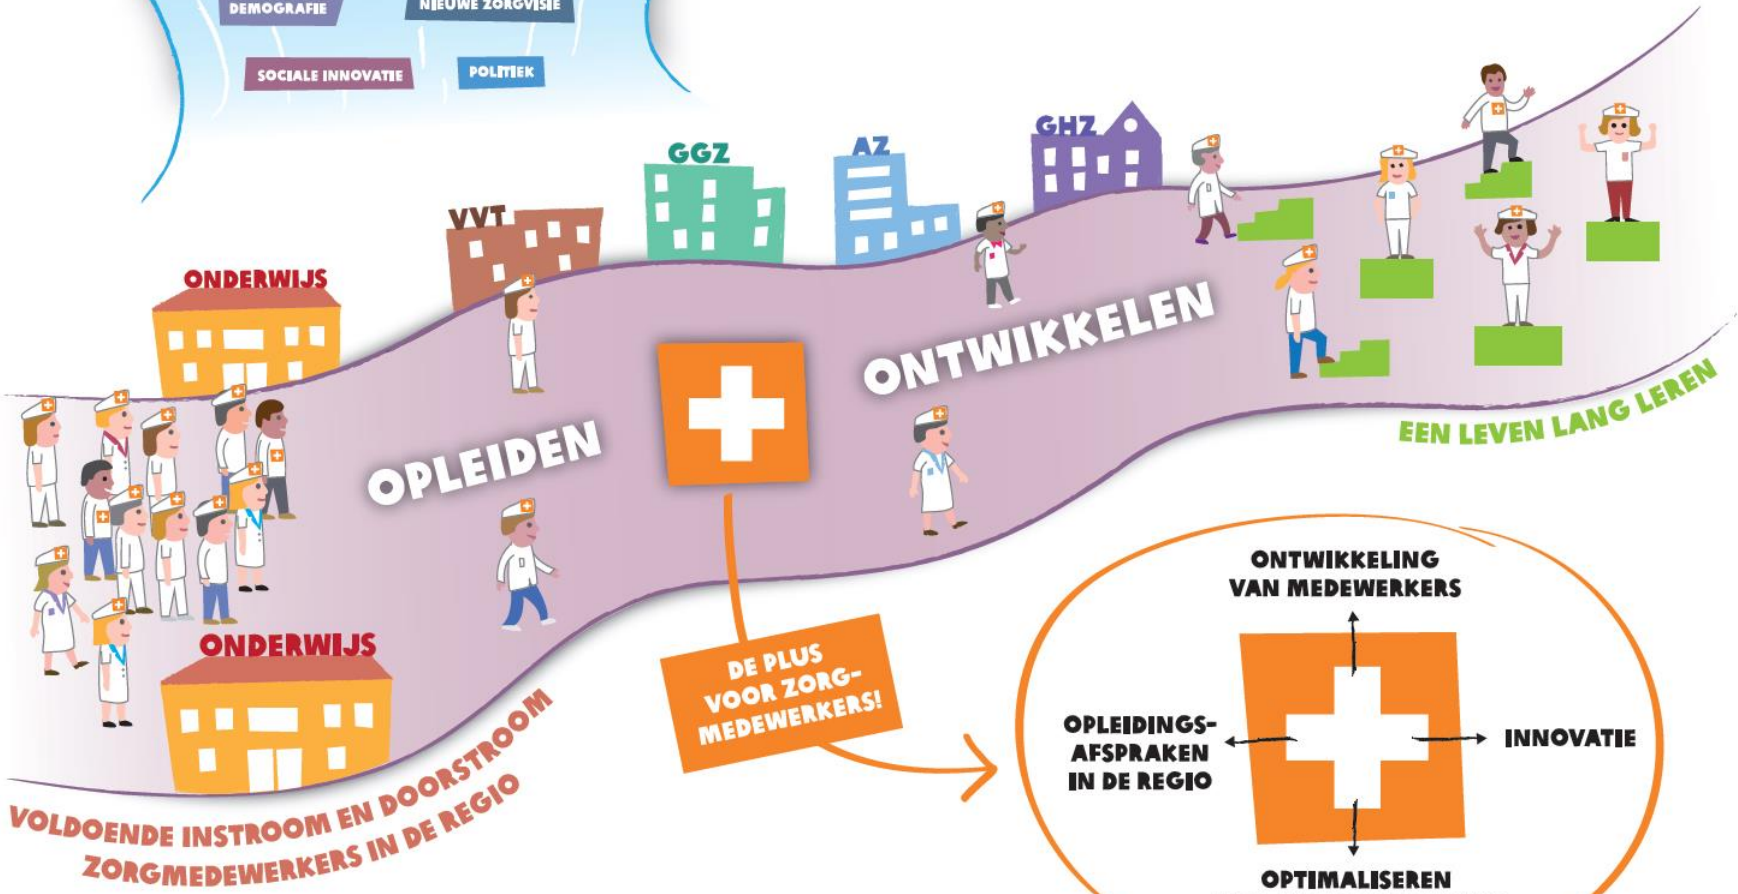 DEMOGRAFIE
NIEUWE ZORGVISIE
SOCIALE INNOVATIE
POLITIEK
ONDERWIJS
VVT
GGZ
AZ
GHZ
OPLEIDEN
ONTWIKKELEN
EEN LEVEN LANG LEREN
ONDERWIJS
VOLDOENDE INSTROOM EN DOORSTROOM
ZORGMEDEWERKERS IN DE REGIO
DE PLUS
VOOR ZORG-
MEDEWERKERS!
ONTWIKKELING
VAN MEDEWERKERS
OPLEIDINGS-
AFSPRAKEN
IN DE REGIO
INNOVATIE
OPTIMALISEREN